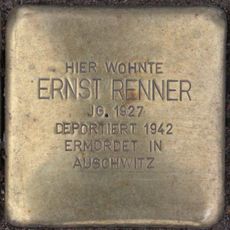 HIER WOHNTE
ERNST RENNER
JG. 1927
DEPORTIERT 1942
ERMORDET IN
AUSCHWITZ